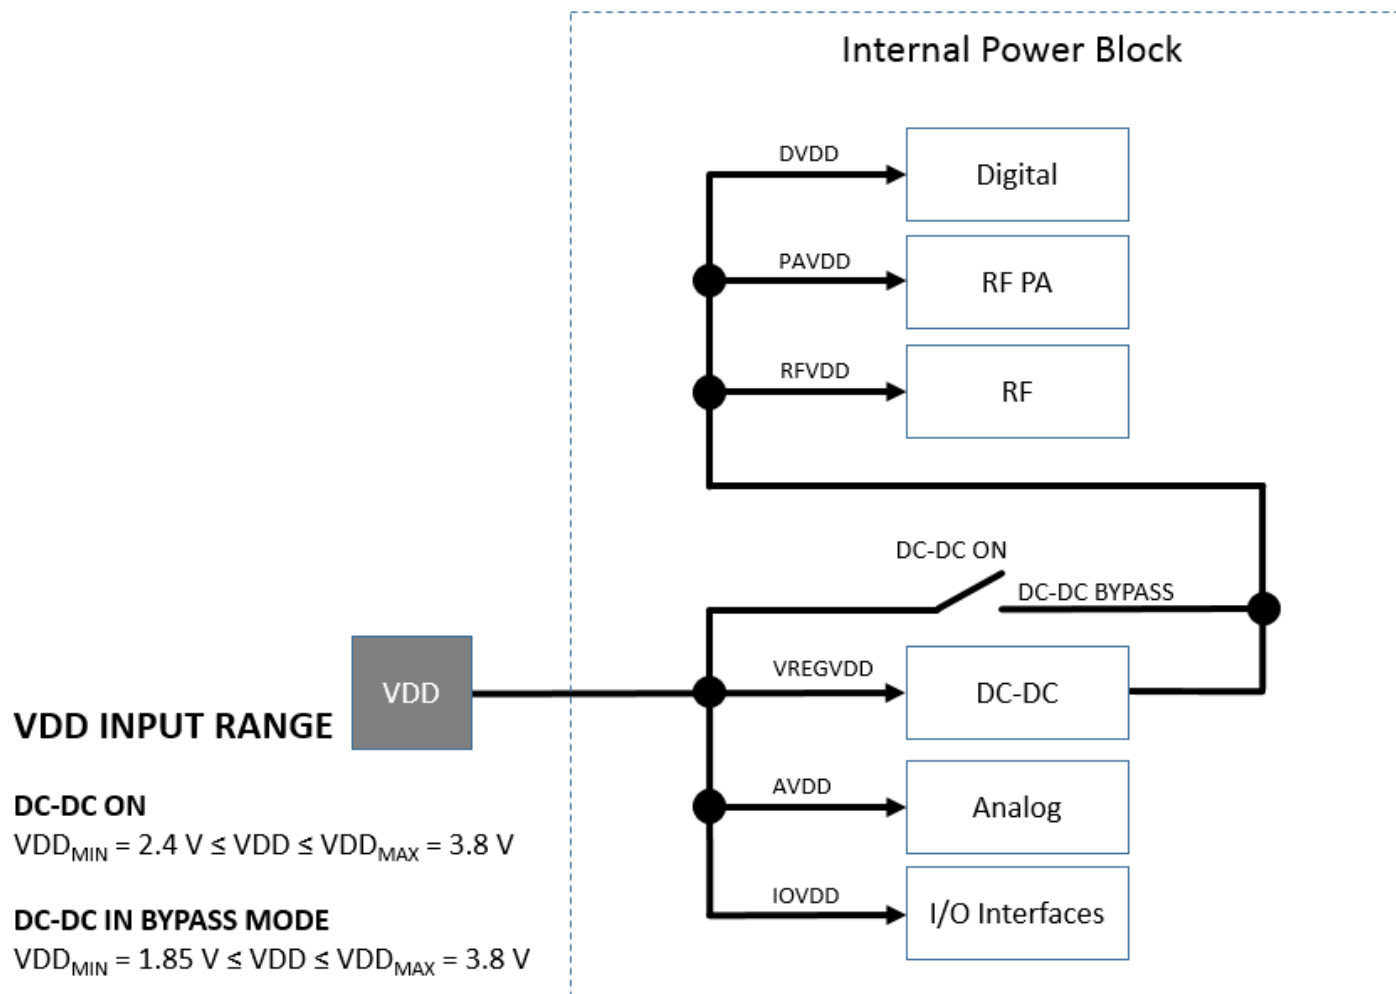 Internal Power Block
DVDD
Digital
PAVDD
RF PA
RFVDD
RF
DC-DC ON
DC-DC BYPASS
VREGVDD
DC-DC
VDD
VDD INPUT RANGE
AVDD
Analog
DC-DC ON
VDDMIN = 2.4 V ≤ VDD ≤ VDDMAX = 3.8 V
IOVDD
I/O Interfaces
DC-DC IN BYPASS MODE
VDDMIN = 1.85 V ≤ VDD ≤ VDDMAX = 3.8 V